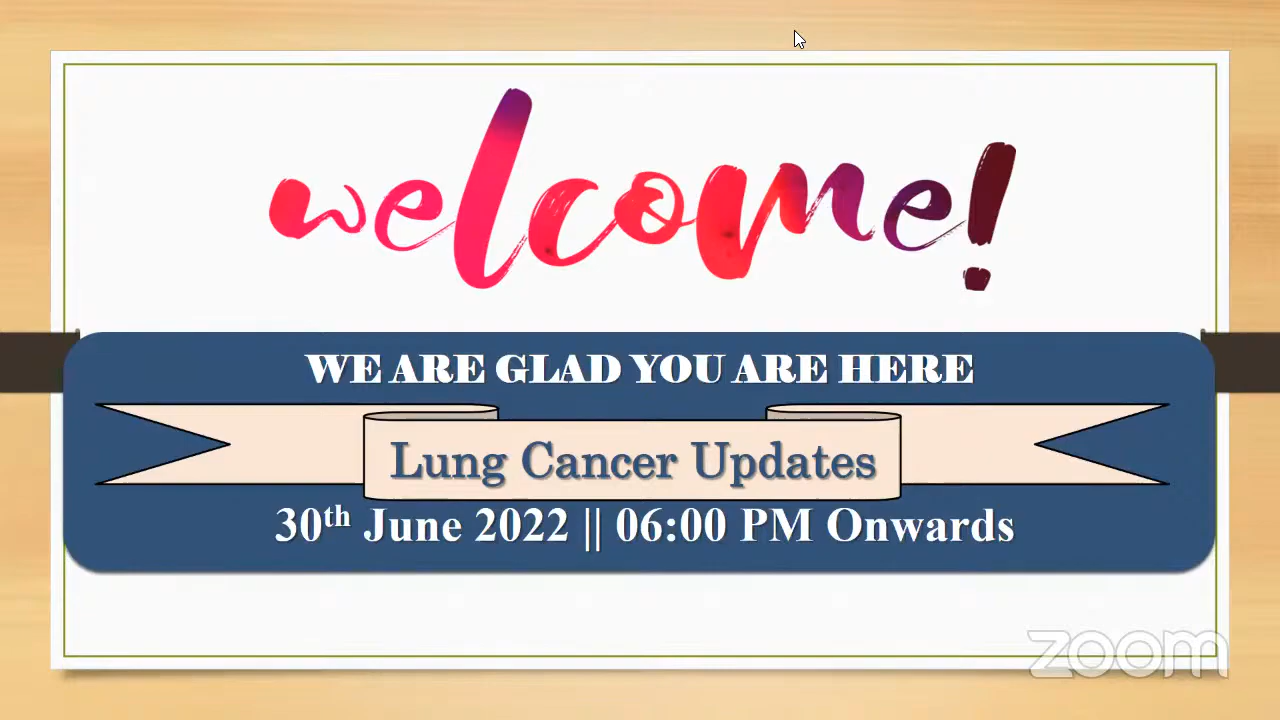 welcome!
WE ARE GLAD YOU ARE HERE
Lung Cancer Updates
30th June 2022 || 06:00 PM Onwards
zoom